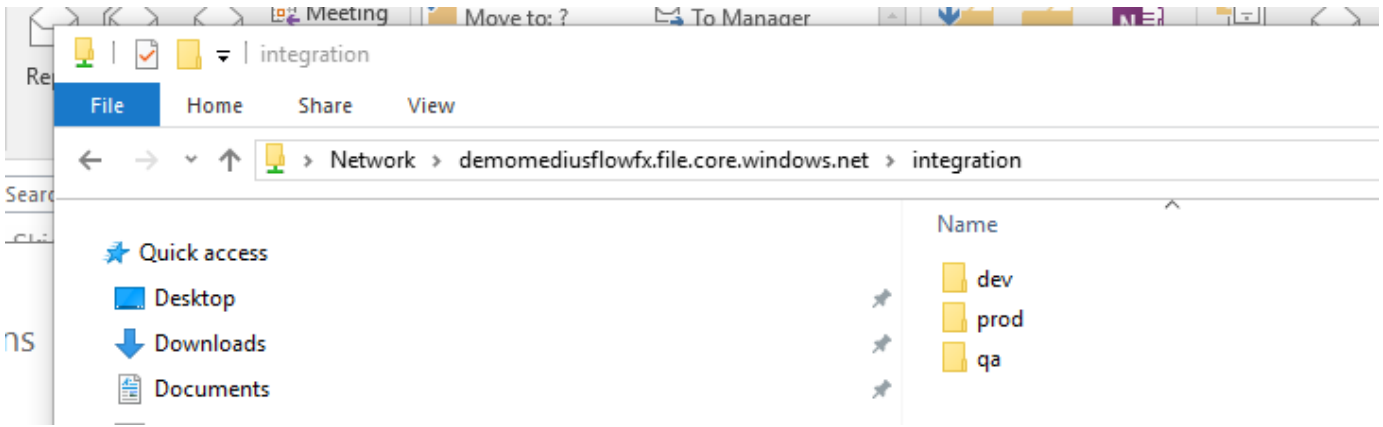 Meeting Move to: ? To Manager
integration
File Home Share View
Network > demomediusflowfx.file.core.windows.net > integration
Name
Quick access
Desktop
Downloads
Documents
dev
prod
qa